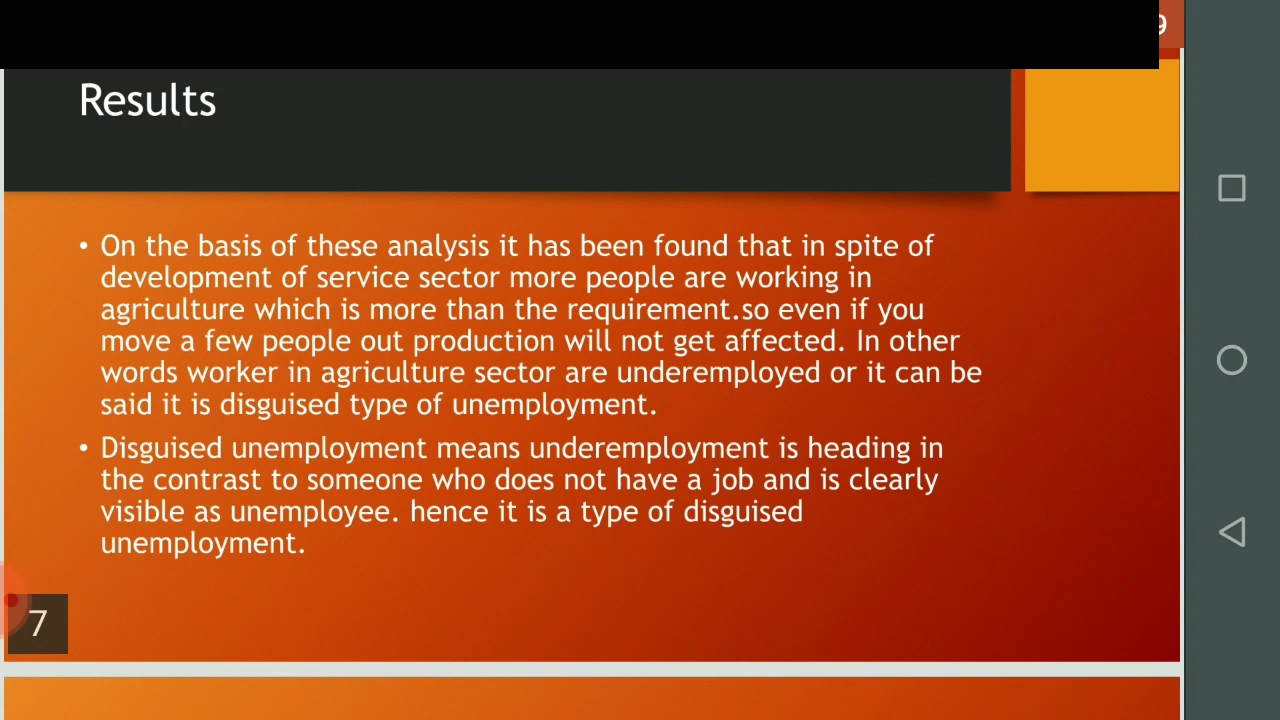 Results
• On the basis of these analysis it has been found that in spite of
development of service sector more people are working in
agriculture which is more than the requirement.so even if you
move a few people out production will not get affected. In other
words worker in agriculture sector are underemployed or it can be
said it is disguised type of unemployment.
• Disguised unemployment means underemployment is heading in
the contrast to someone who does not have a job and is clearly
visible as unemployee. hence it is a type of disguised
unemployment.
7